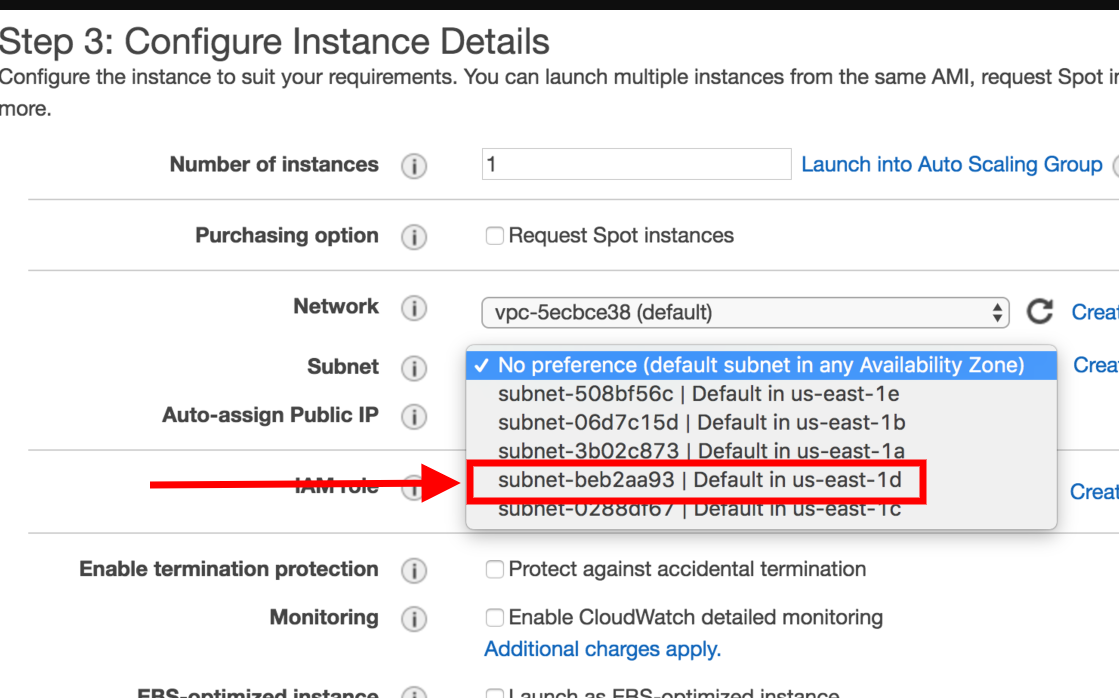 Step 3: Configure Instance Details
Configure the instance to suit your requirements. You can launch multiple instances from the same AMI, request Spot
more.
Number of instances 1 Launch into Auto Scaling Group
Purchasing option Request Spot instances
Network vpc-5ecbce38 (default)
Subnet No preference (default subnet in any Availability Zone)
subnet-508bf56c | Default in us-east-1e
Auto-assign Public IP subnet-06d7c15d | Default in us-east-1b
subnet-3b02c873 | Default in us-east-1a
IAM role subnet-beb2aa93 | Default in us-east-1d
subnet-0288df67 | Default in us-east-1c
Enable termination protection Protect against accidental termination
Monitoring Enable CloudWatch detailed monitoring
Additional charges apply.
EBS-optimized instance Launch as EBS-optimized instance